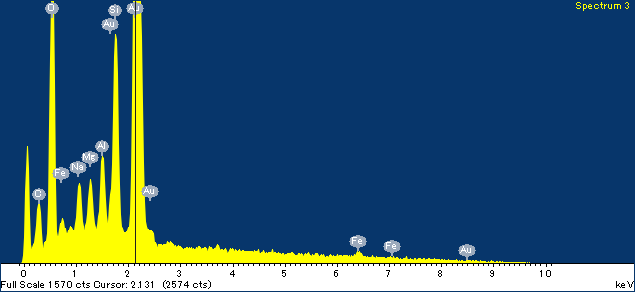 Spectrum 3
O Si Au
Au
Al
Mg
Fe Na
O Au
Fe Fe Au
0 1 2 3 4 5 6 7 8 9 10
Full Scale 1570 cts Cursor: 2.131 (2574 cts) keV